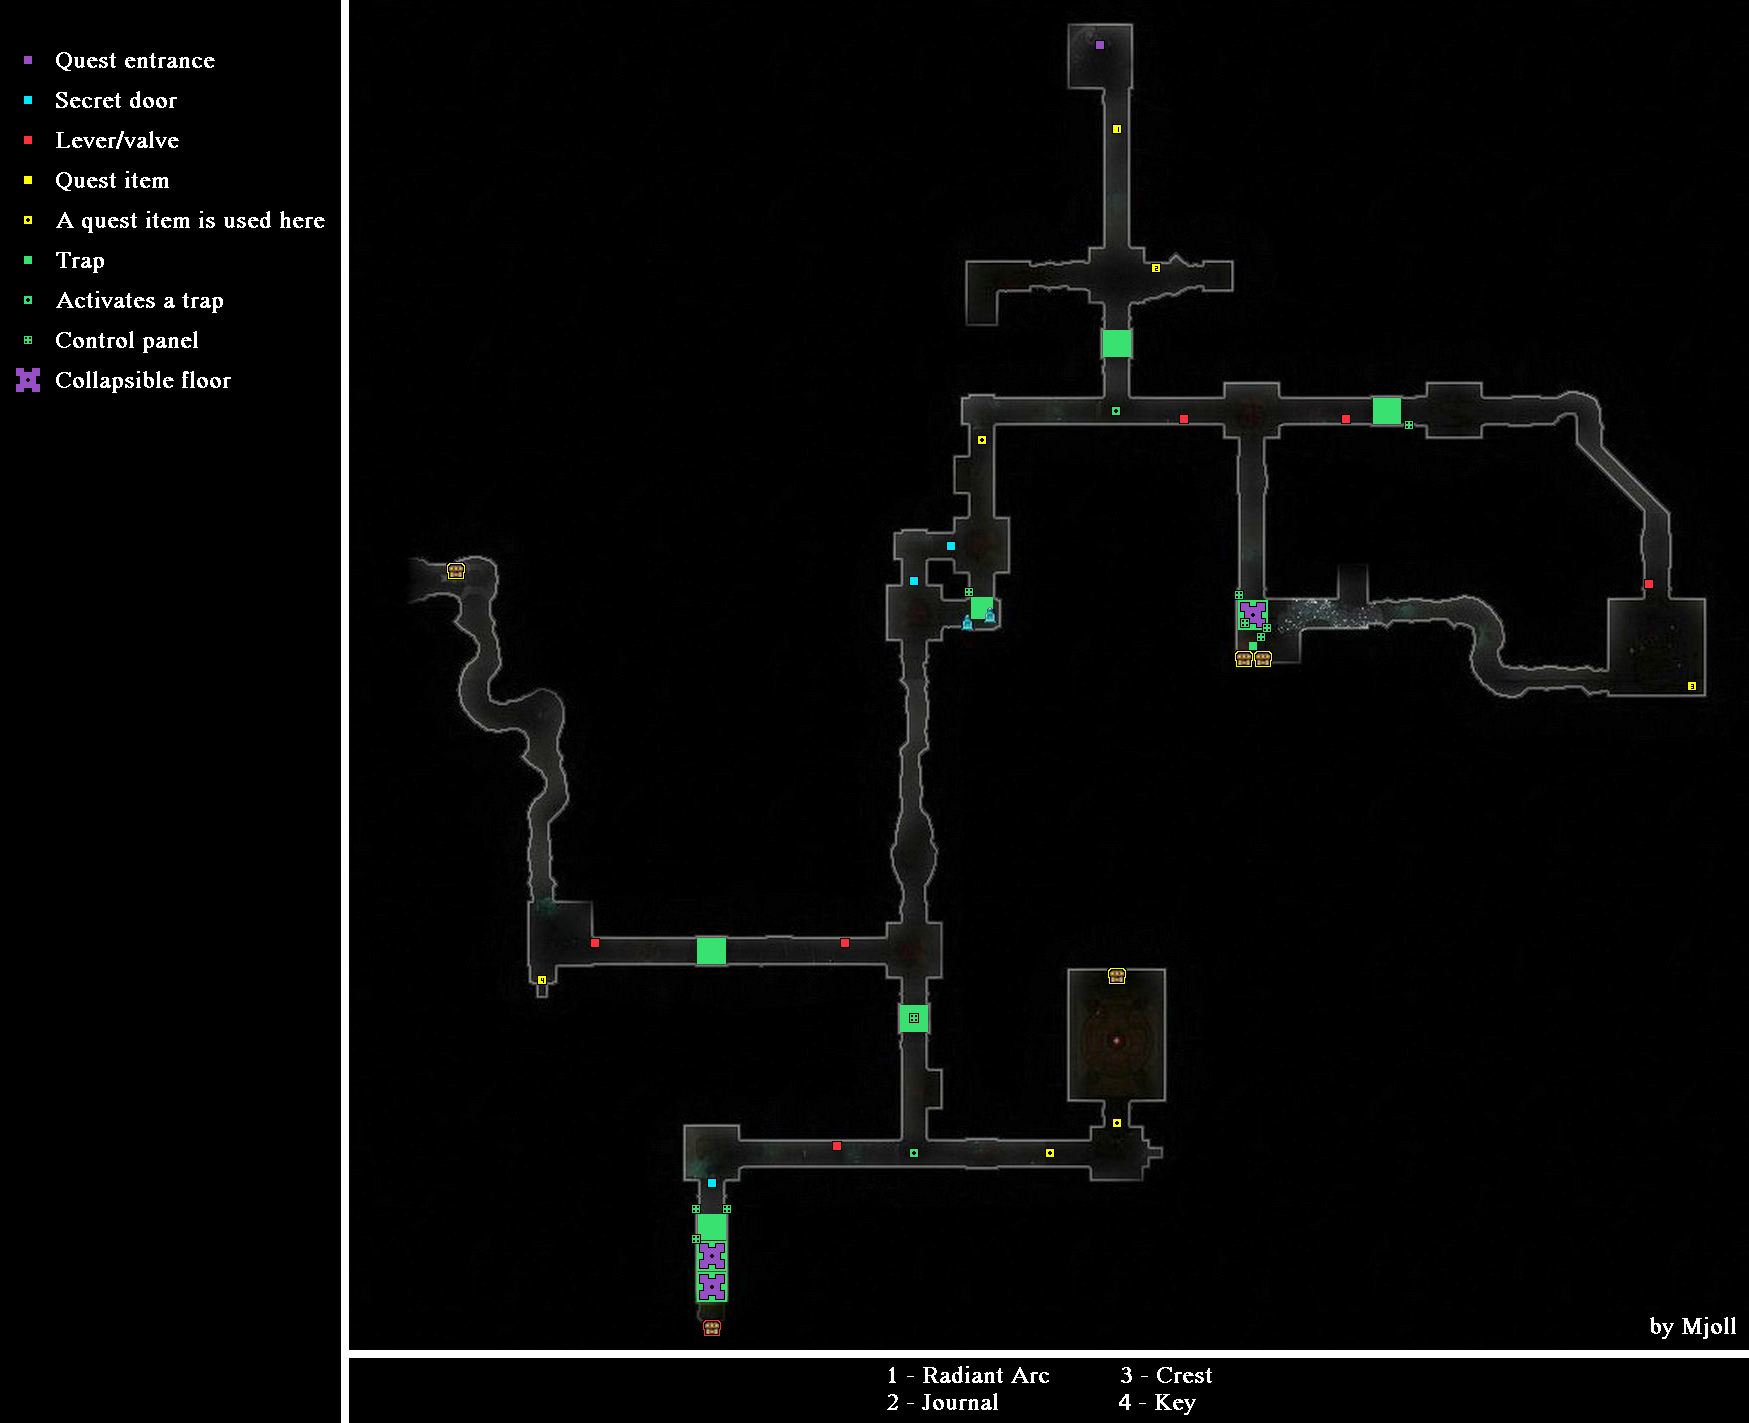 Quest entrance
Secret door
Lever/valve
Quest item
A quest item is used here
Trap
Activates a trap
Control panel
Collapsible floor
1
2
3
4
by Mjoll
1 - Radiant Arc 3 - Crest
2 - Journal 4 - Key